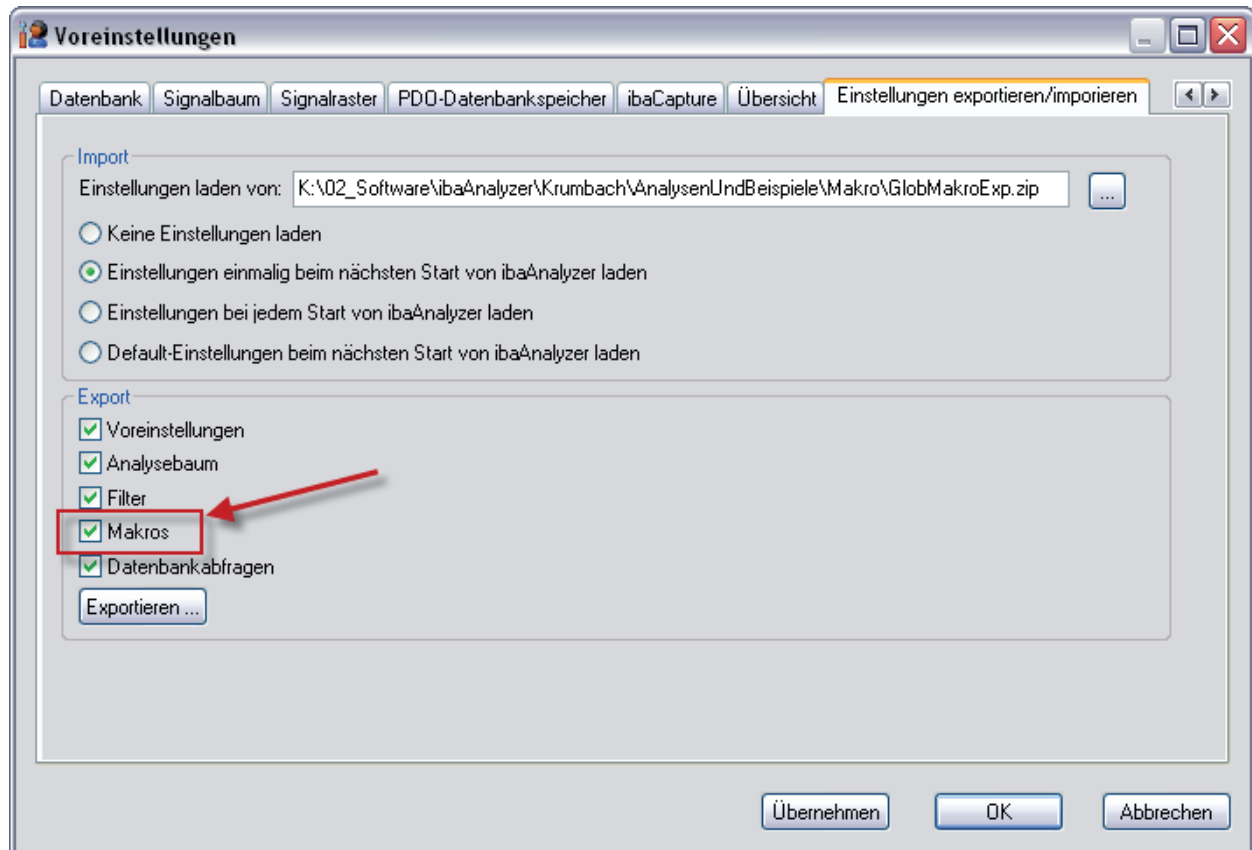 Voreinstellungen
Datenbank Signalbaum Signalraster PDO-Datenbankspeicher ibaCapture Übersicht Einstellungen exportieren/imporieren
Import
Einstellungen laden von: K:\02_Software\ibaAnalyzer\Krumbach\AnalysenUndBeispiele\Makro\GlobMakroExp.zip ...
Keine Einstellungen laden
Einstellungen einmalig beim nächsten Start von ibaAnalyzer laden
Einstellungen bei jedem Start von ibaAnalyzer laden
Default-Einstellungen beim nächsten Start von ibaAnalyzer laden
Export
Voreinstellungen
Analysebaum
Filter
Makros
Datenbankabfragen
Exportieren ...
Übernehmen OK Abbrechen